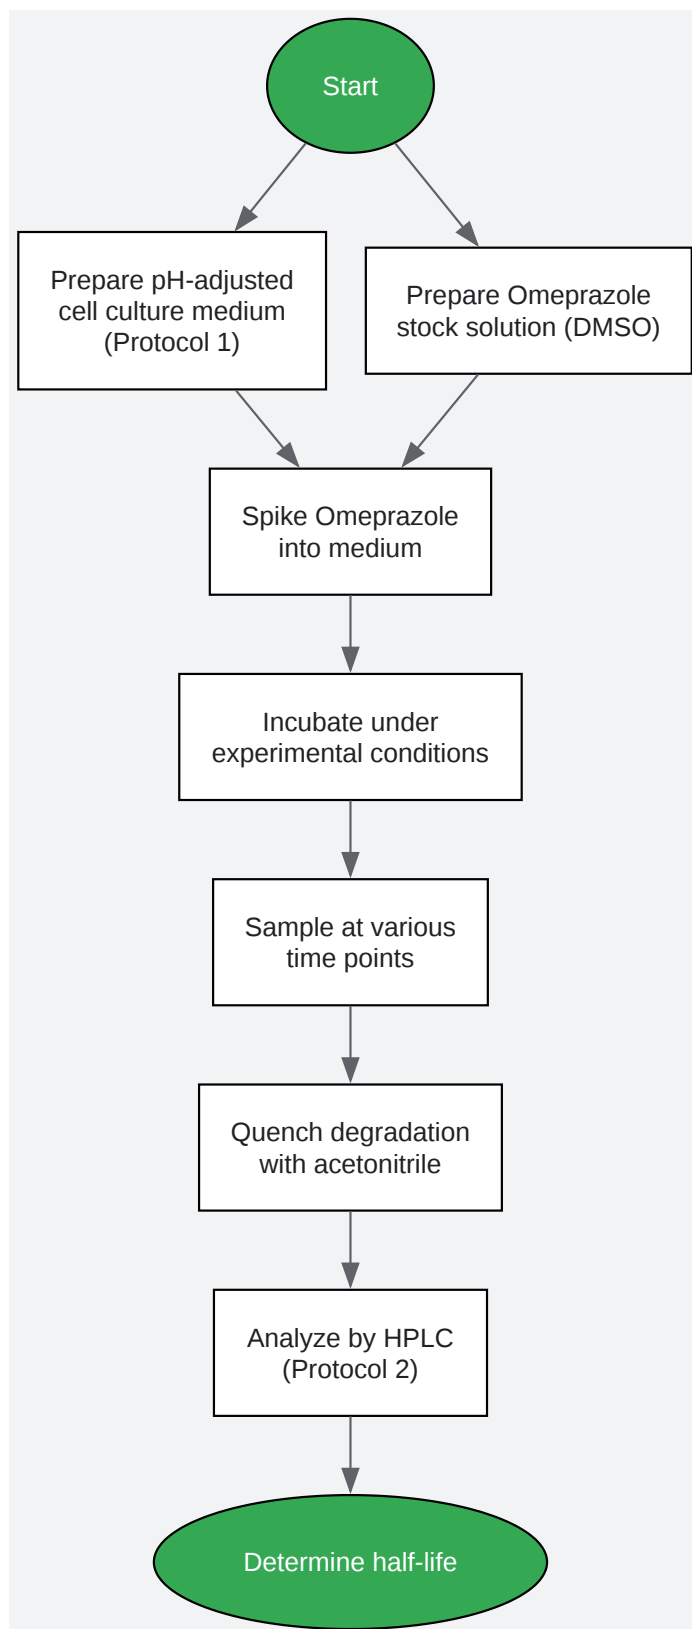 Start
Prepare pH-adjusted
cell culture medium
(Protocol 1)
Prepare Omeprazole
stock solution (DMSO)
Spike Omeprazole
into medium
Incubate under
experimental conditions
Sample at various
time points
Quench degradation
with acetonitrile
Analyze by HPLC
(Protocol 2)
Determine half-life